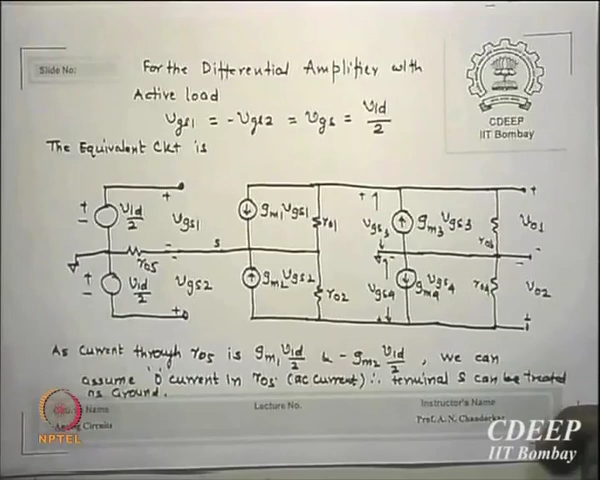 Slide No:
For the Differential Amplifier with
Active load
Vgs1 = -Vgs2 = Vgs = Vid/2
The Equivalent Ckt is
CDEEP
IIT Bombay
+ Vid/2 - + Vgs1 - gm1 Vgs1 ro1 + Vgs3 gm3 Vgs3 ro3 + Vo1 -
ro5 s
- Vid/2 + Vgs2 - + gm2 Vgs2 ro2 Vgs4 gm4 Vgs4 ro4 - Vo2 +
As current through ro5 is gm1 Vid/2 & - gm2 Vid/2 , we can
assume '0' current in ro5 (ac current) ∴ terminal S can be treated
as Ground.
Name
Lecture No.
Instructor's Name
Analog Circuits
Prof. A. N. Chandorkar
NPTEL
CDEEP
IIT Bombay